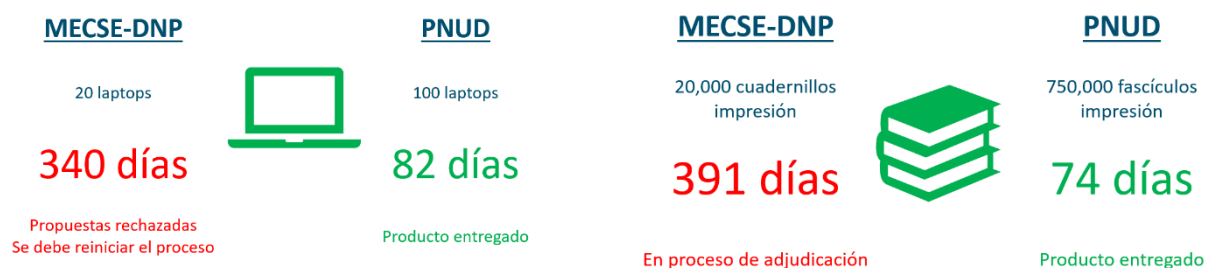 MECSE-DNP
20 laptops
340 días
Propuestas rechazadas
Se debe reiniciar el proceso
PNUD
100 laptops
82 días
Producto entregado
MECSE-DNP
20,000 cuadernillos
impresión
391 días
En proceso de adjudicación
PNUD
750,000 fascículos
impresión
74 días
Producto entregado